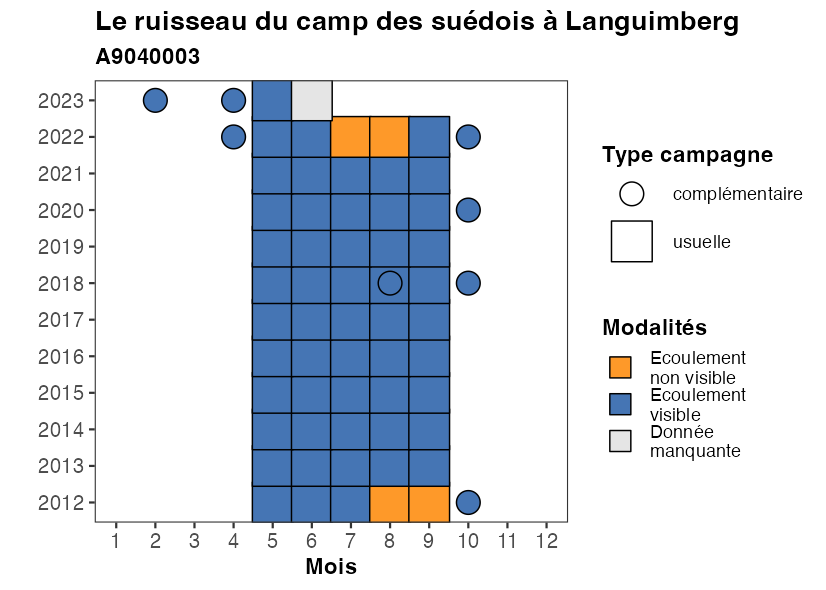 Le ruisseau du camp des suédois à Languimberg
A9040003
2023
2022
2021
2020
2019
2018
2017
2016
2015
2014
2013
2012
1 2 3 4 5 6 7 8 9 10 11 12
Mois
Type campagne
complémentaire
usuelle
Modalités
Ecoulement
non visible
Ecoulement
visible
Donnée
manquante